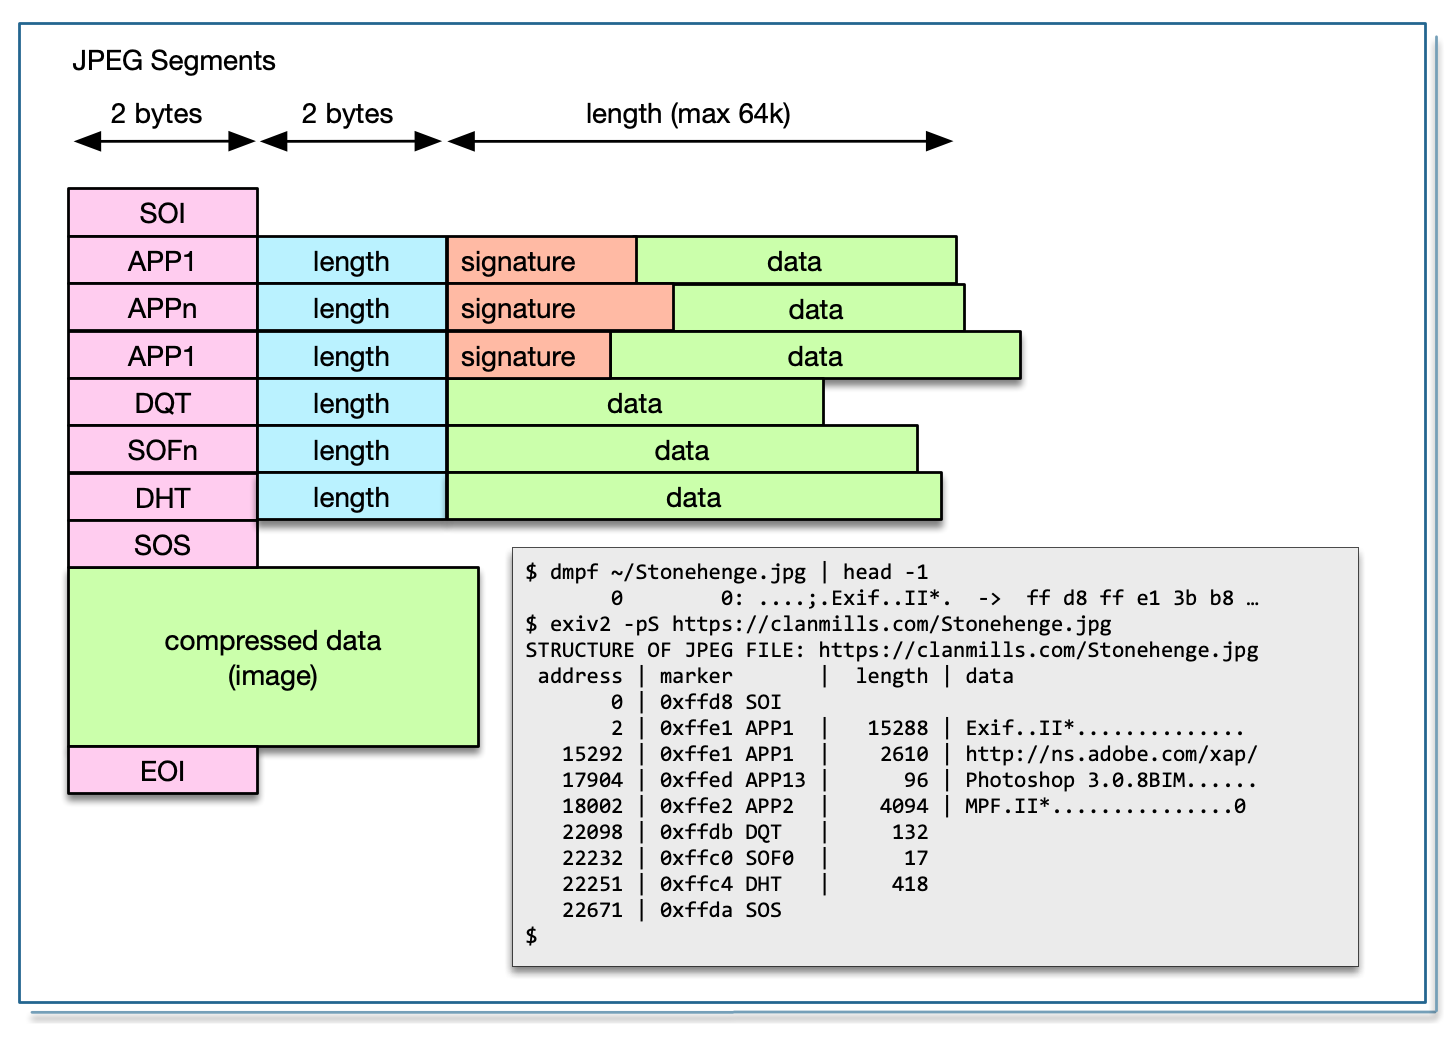 JPEG Segments
2 bytes 2 bytes length (max 64k)
SOI
APP1 length signature data
APPn length signature data
APP1 length signature data
DQT length data
SOFn length data
DHT length data
SOS
compressed data
(image)
EOI
$ dmpf ~/Stonehenge.jpg | head -1
       0        0: ....;.Exif..II*.  ->  ff d8 ff e1 3b b8 …
$ exiv2 -pS https://clanmills.com/Stonehenge.jpg
STRUCTURE OF JPEG FILE: https://clanmills.com/Stonehenge.jpg
 address | marker       |  length | data
       0 | 0xffd8 SOI
       2 | 0xffe1 APP1  |   15288 | Exif..II*..............
   15292 | 0xffe1 APP1  |    2610 | http://ns.adobe.com/xap/
   17904 | 0xffed APP13 |      96 | Photoshop 3.0.8BIM......
   18002 | 0xffe2 APP2  |    4094 | MPF.II*...............0
   22098 | 0xffdb DQT   |     132
   22232 | 0xffc0 SOF0  |      17
   22251 | 0xffc4 DHT   |     418
   22671 | 0xffda SOS
$